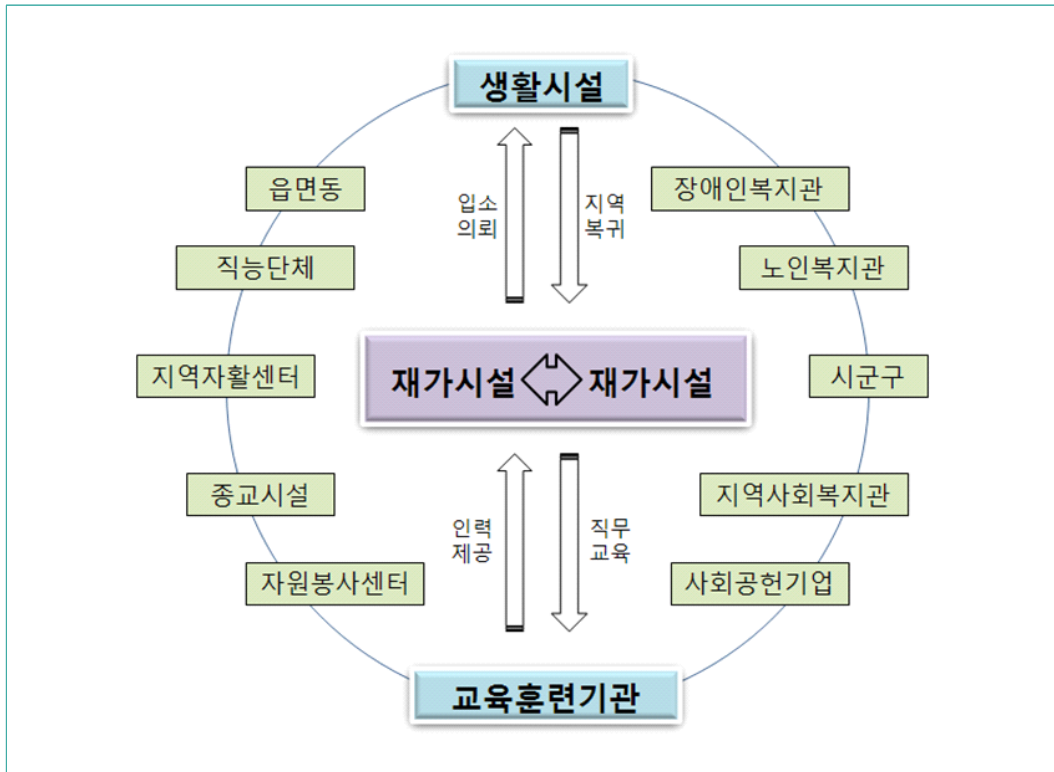 생활시설
읍면동
장애인복지관
입소
의뢰
지역
복귀
직능단체
노인복지관
지역자활센터
재가시설 재가시설
시군구
종교시설
지역사회복지관
인력
제공
직무
교육
자원봉사센터
사회공헌기업
교육훈련기관